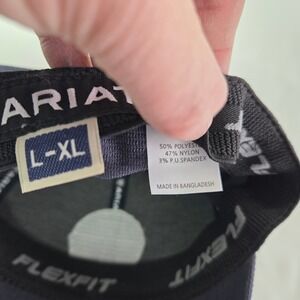 ARIAT
L-XL
50% POLYESTER
47% NYLON
3% P.U.SPANDEX
MADE IN BANGLADESH
FLEXFIT
FLEXFIT